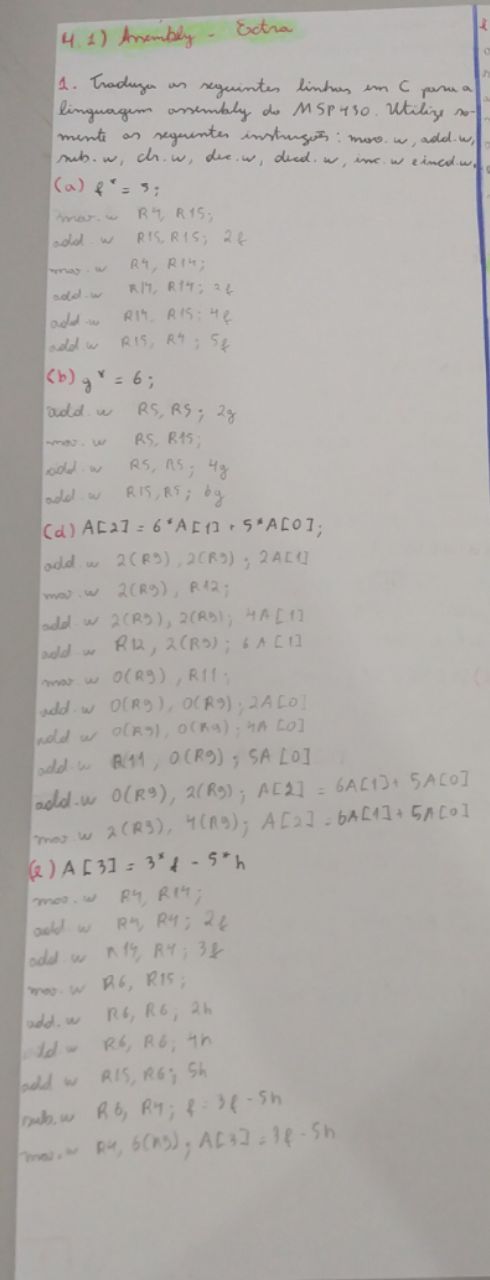 4.1) Assembly - Extra
1. Traduza as seguintes linhas em C para a
linguagem assembly do MSP430. Utilize so-
mente as seguintes instruções: mov.w, add.w,
sub.w, clr.w, dec.w, decd.w, inc.w e incd.w.
(a) f* = 5;
mov.w R4, R15;
add.w R15, R15; 2f
mov.w R4, R14;
add.w R14, R14; 2f
add.w R14, R15; 4f
add.w R15, R4; 5f
(b) g* = 6;
add.w R5, R5; 2g
mov.w R5, R15;
add.w R5, R5; 4g
add.w R15, R5; 6g
(d) A[2] = 6*A[1] + 5*A[0];
add.w 2(R9), 2(R9); 2A[1]
mov.w 2(R9), R12;
add.w 2(R9), 2(R9); 4A[1]
add.w R12, 2(R9); 6A[1]
mov.w 0(R9), R11;
add.w 0(R9), 0(R9); 2A[0]
add.w 0(R9), 0(R9); 4A[0]
add.w R11, 0(R9); 5A[0]
add.w 0(R9), 2(R9); A[2] = 6A[1] + 5A[0]
mov.w 2(R9), 4(R9); A[2] = 6A[1] + 5A[0]
(e) A[3] = 3*f - 5*h
mov.w R4, R14;
add.w R4, R4; 2f
add.w R14, R4; 3f
mov.w R6, R15;
add.w R6, R6, 2h
add.w R6, R6; 4h
add.w R15, R6; 5h
sub.w R6, R4; f = 3f - 5h
mov.w R4, 6(R9); A[3] = 3f - 5h